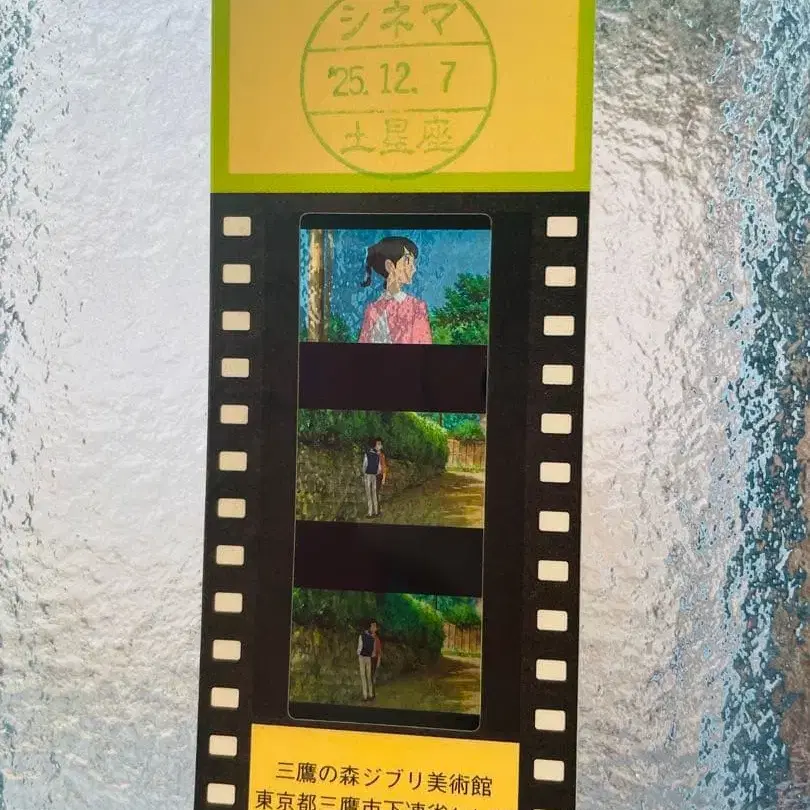 シネマ
'25.12.7
土星座
三鷹の森ジブリ美術館
東京都三鷹市下連雀